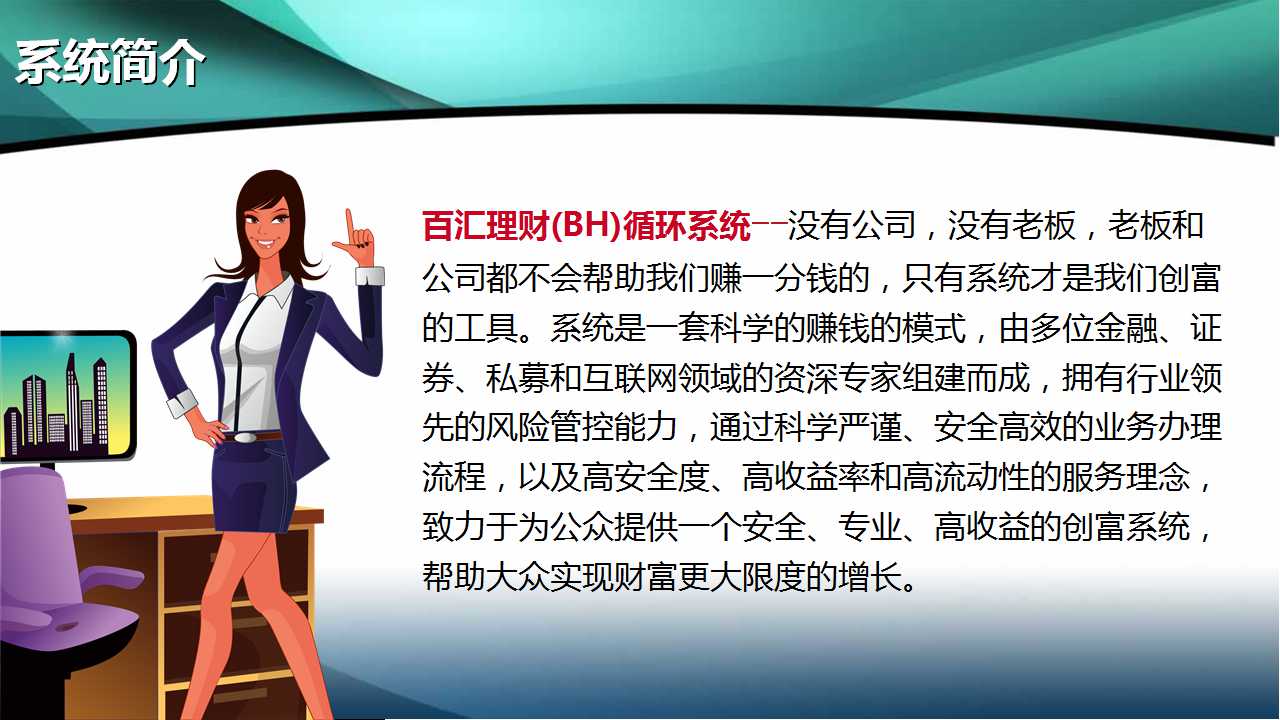 系统简介
百汇理财(BH)循环系统──没有公司，没有老板，老板和
公司都不会帮助我们赚一分钱的，只有系统才是我们创富
的工具。系统是一套科学的赚钱的模式，由多位金融、证
券、私募和互联网领域的资深专家组建而成，拥有行业领
先的风险管控能力，通过科学严谨、安全高效的业务办理
流程，以及高安全度、高收益率和高流动性的服务理念，
致力于为公众提供一个安全、专业、高收益的创富系统，
帮助大众实现财富更大限度的增长。